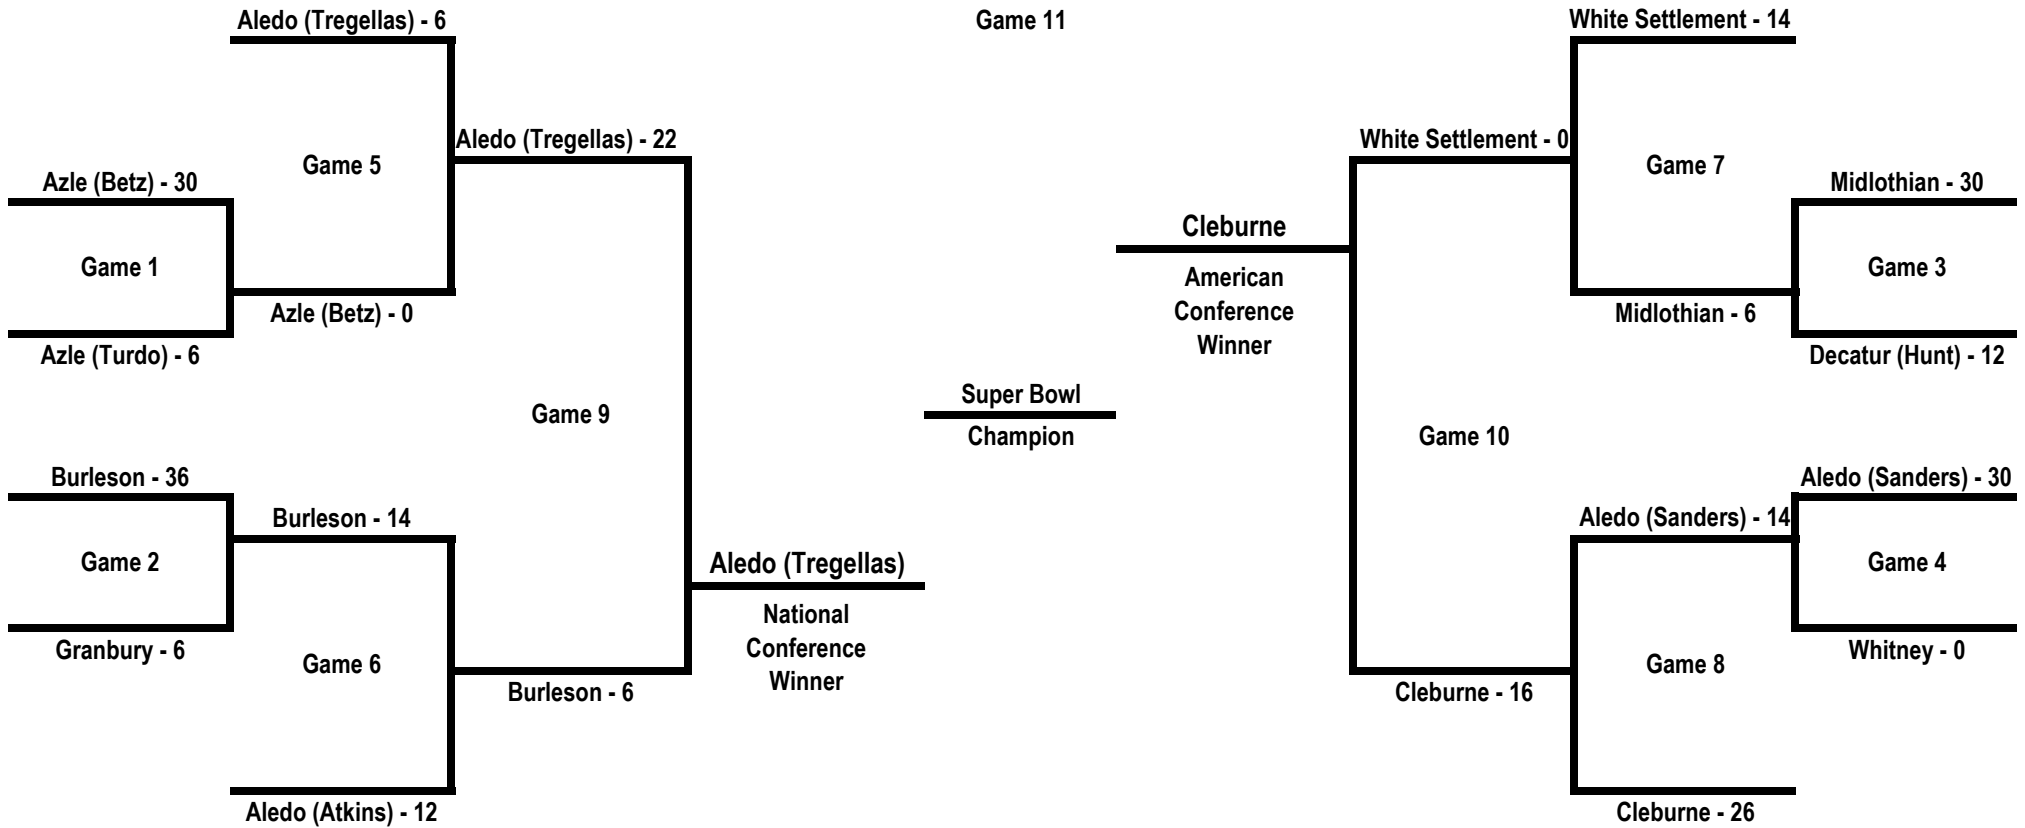 Aledo (Tregellas) - 6
Game 11
White Settlement - 14
Aledo (Tregellas) - 22
White Settlement - 0
Game 5
Game 7
Azle (Betz) - 30
Midlothian - 30
Cleburne
Game 1
Game 3
American
Conference
Winner
Azle (Betz) - 0
Midlothian - 6
Azle (Turdo) - 6
Decatur (Hunt) - 12
Super Bowl
Champion
Game 9
Game 10
Burleson - 36
Aledo (Sanders) - 30
Burleson - 14
Aledo (Sanders) - 14
Game 2
Aledo (Tregellas)
Game 4
National
Conference
Winner
Granbury - 6
Whitney - 0
Game 6
Game 8
Burleson - 6
Cleburne - 16
Aledo (Atkins) - 12
Cleburne - 26